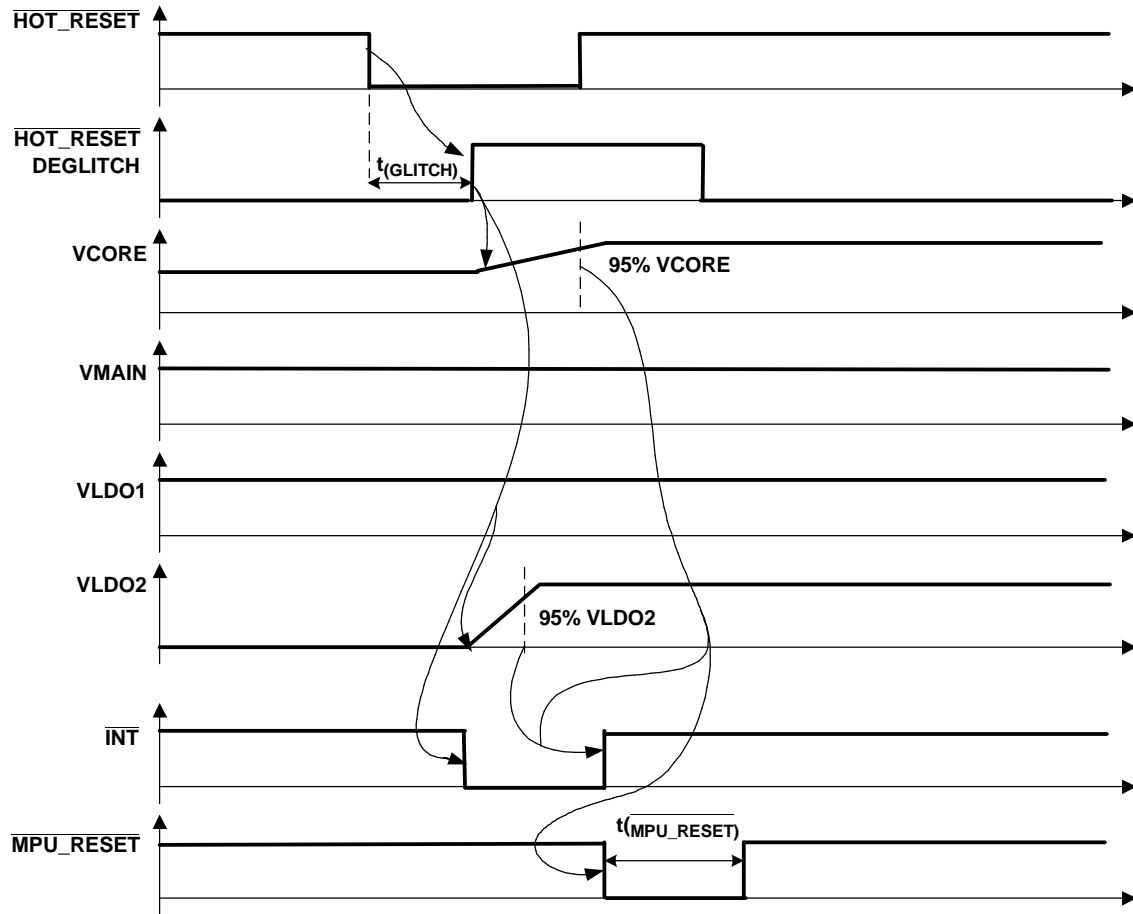 HOT_RESET
HOT_RESET
DEGLITCH
t(GLITCH)
VCORE
95% VCORE
VMAIN
VLDO1
VLDO2
95% VLDO2
INT
MPU_RESET
t(MPU_RESET)